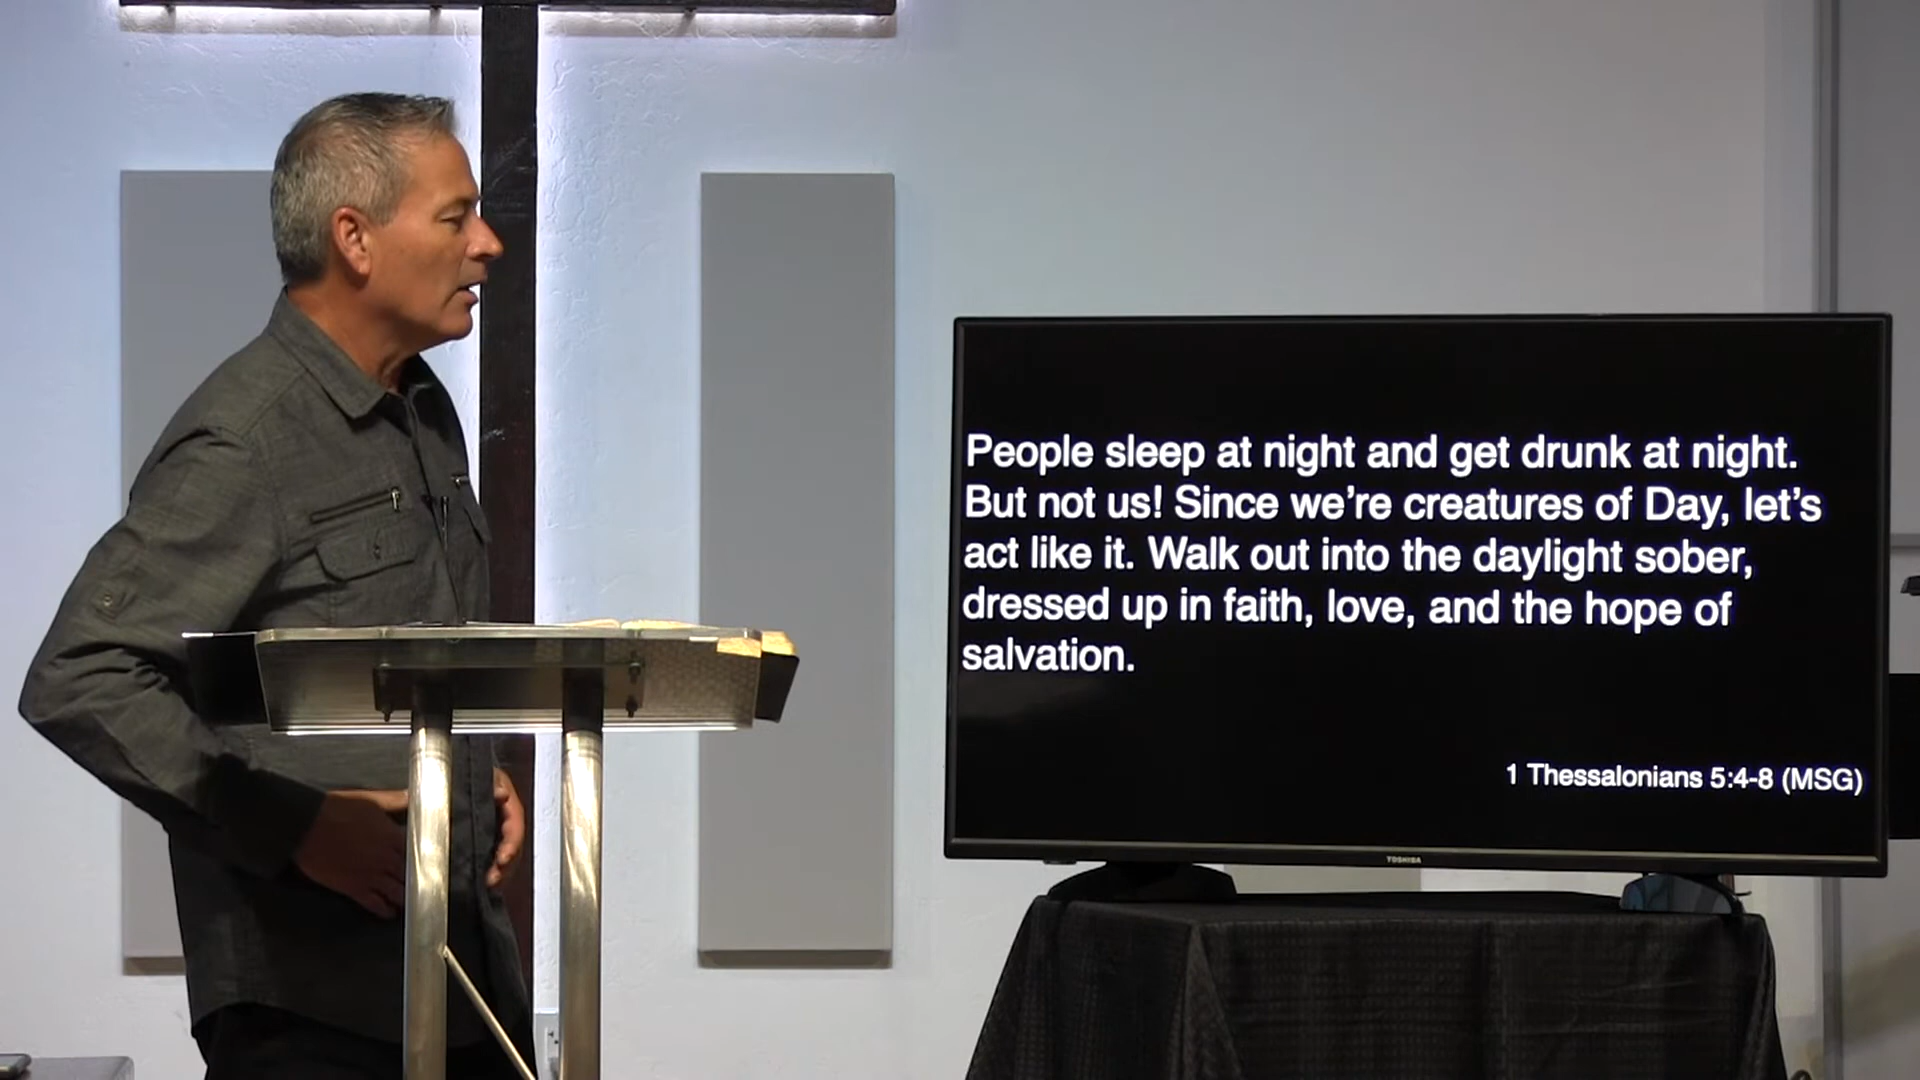 People sleep at night and get drunk at night.
But not us! Since we’re creatures of Day, let’s
act like it. Walk out into the daylight sober,
dressed up in faith, love, and the hope of
salvation.
1 Thessalonians 5:4-8 (MSG)
TOSHIBA